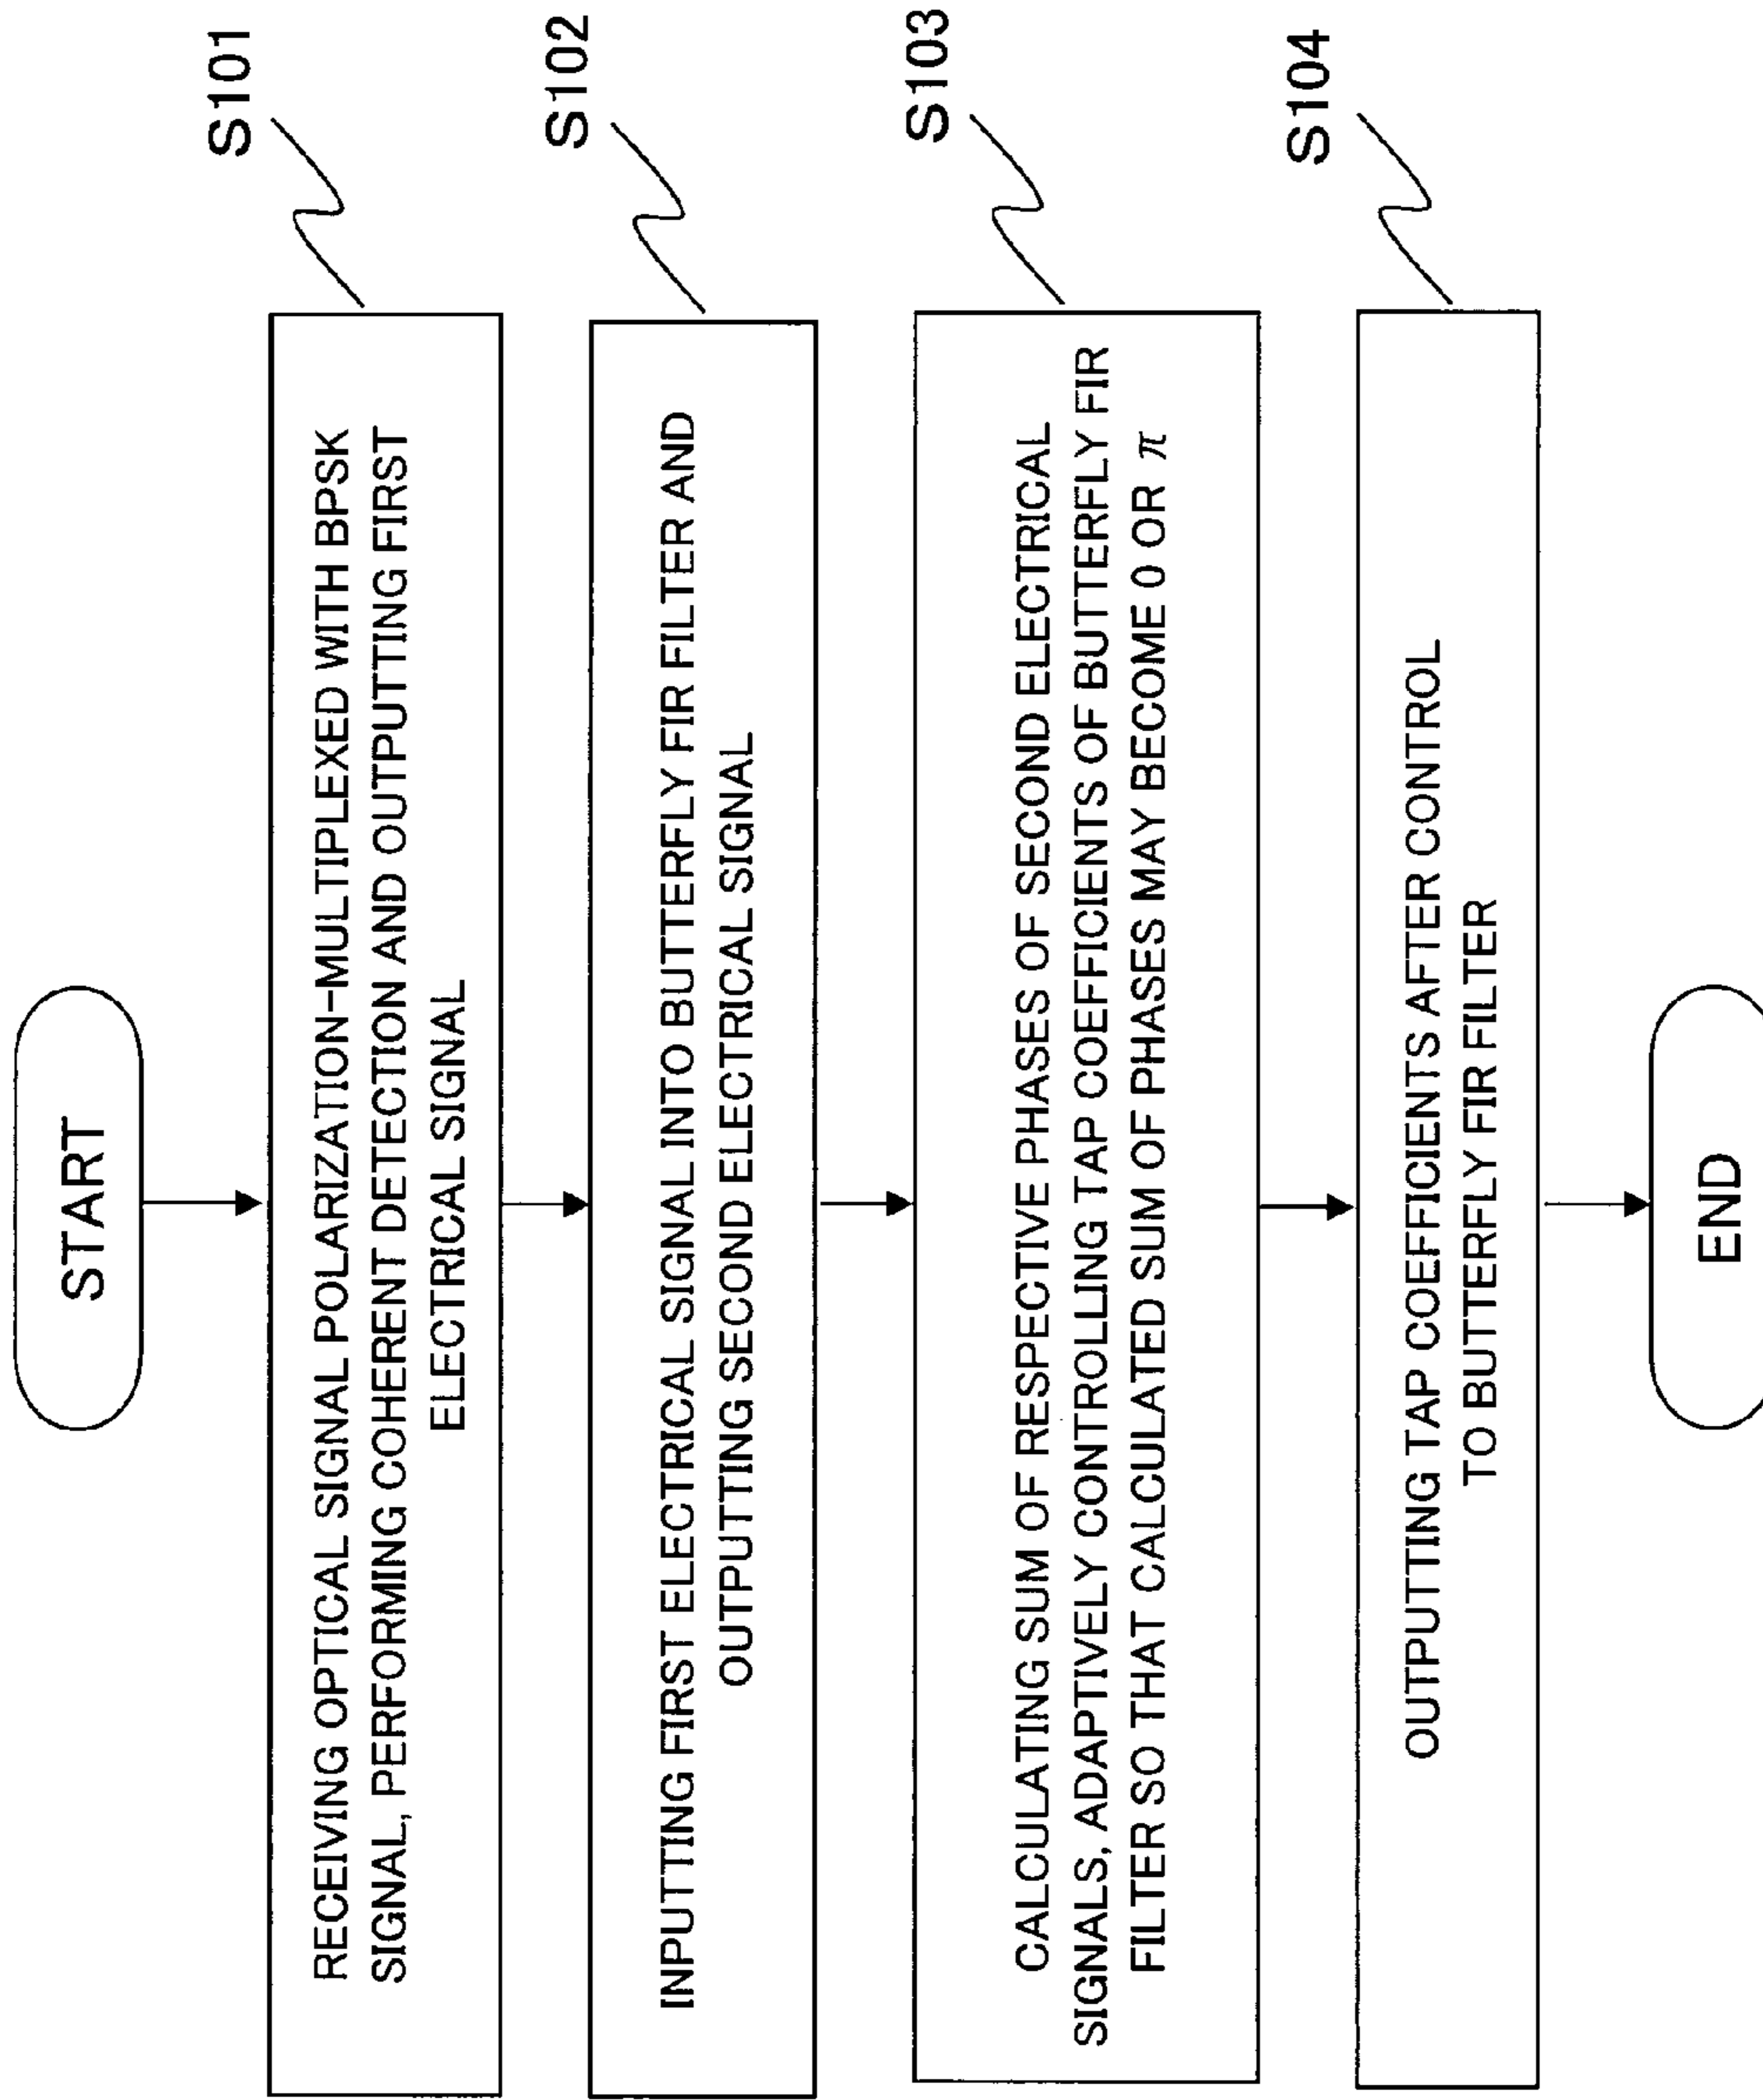 START
S101
RECEIVING OPTICAL SIGNAL POLARIZATION-MULTIPLEXED WITH BPSK
SIGNAL, PERFORMING COHERENT DETECTION AND OUTPUTTING FIRST
ELECTRICAL SIGNAL
S102
INPUTTING FIRST ELECTRICAL SIGNAL INTO BUTTERFLY FIR FILTER AND
OUTPUTTING SECOND ELECTRICAL SIGNAL
S103
CALCULATING SUM OF RESPECTIVE PHASES OF SECOND ELECTRICAL
SIGNALS, ADAPTIVELY CONTROLLING TAP COEFFICIENTS OF BUTTERFLY FIR
FILTER SO THAT CALCULATED SUM OF PHASES MAY BECOME 0 OR π
S104
OUTPUTTING TAP COEFFICIENTS AFTER CONTROL
TO BUTTERFLY FIR FILTER
END